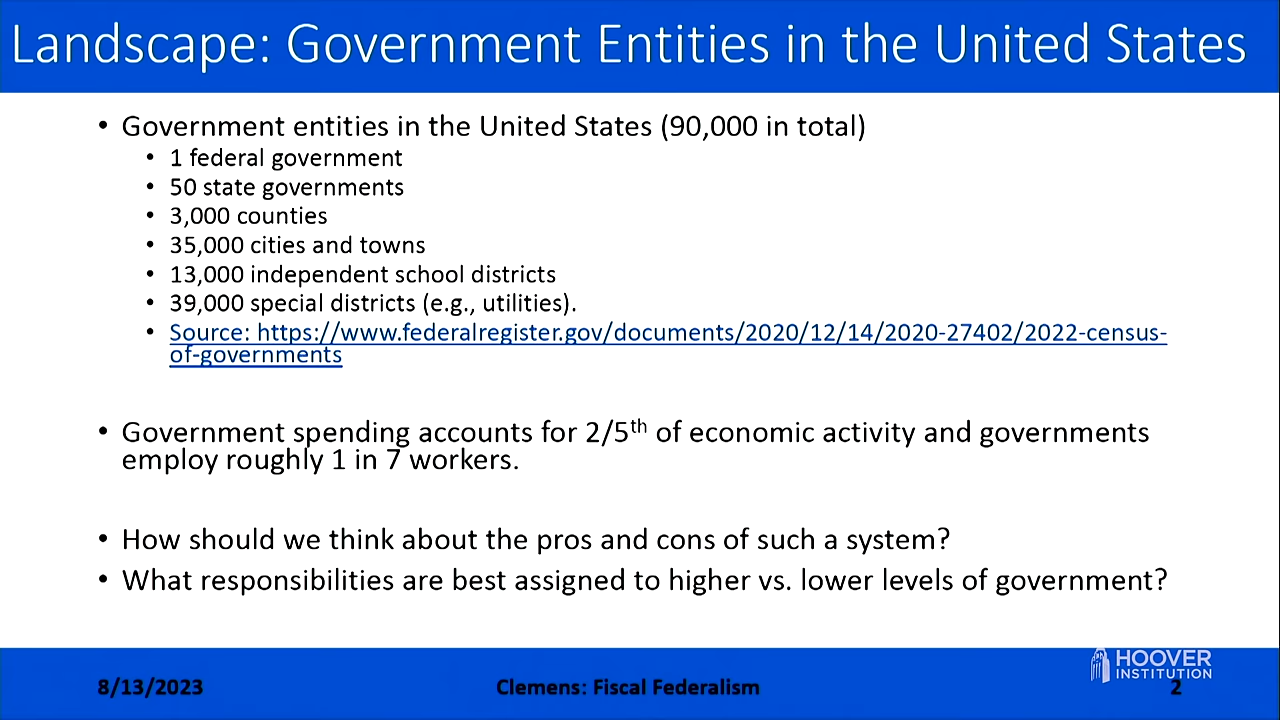 Landscape: Government Entities in the United States
• Government entities in the United States (90,000 in total)
• 1 federal government
• 50 state governments
• 3,000 counties
• 35,000 cities and towns
• 13,000 independent school districts
• 39,000 special districts (e.g., utilities).
• Source: https://www.federalregister.gov/documents/2020/12/14/2020-27402/2022-census-
of-governments
• Government spending accounts for 2/5th of economic activity and governments
employ roughly 1 in 7 workers.
• How should we think about the pros and cons of such a system?
• What responsibilities are best assigned to higher vs. lower levels of government?
8/13/2023
Clemens: Fiscal Federalism
HOOVER
INSTITUTION
2